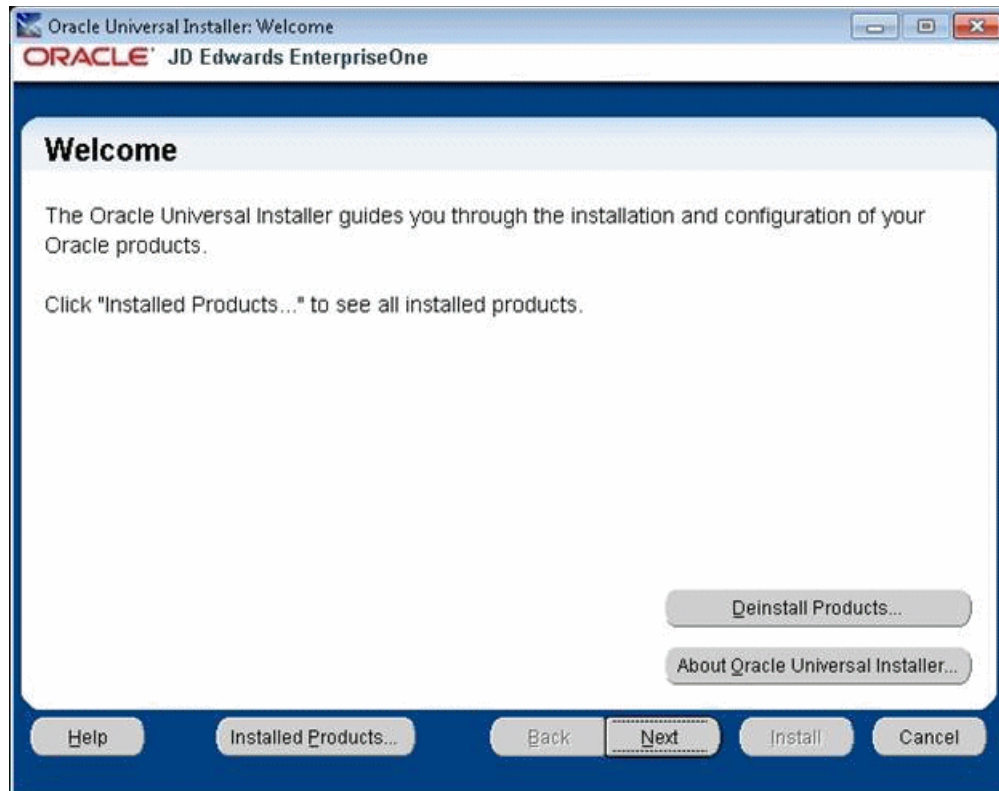 Oracle Universal Installer: Welcome
ORACLE' JD Edwards EnterpriseOne
Welcome
The Oracle Universal Installer guides you through the installation and configuration of your
Oracle products.
Click "Installed Products..." to see all installed products.
Deinstall Products...
About Oracle Universal Installer...
Help
Installed Products...
Back
Next
Install
Cancel